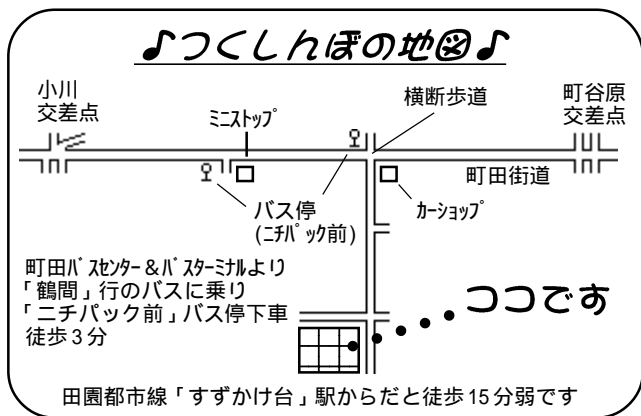 ♪つくしんぼの地図♪
小川
交差点
ミニストップ
横断歩道
町谷原
交差点
町田街道
バス停
(ニチパック前)
カーショップ
町田バスセンター&バスターミナルより
「鶴間」行のバスに乗り
「ニチパック前」バス停下車
徒歩3分
ココです
田園都市線「すずかけ台」駅からだと徒歩15分弱です